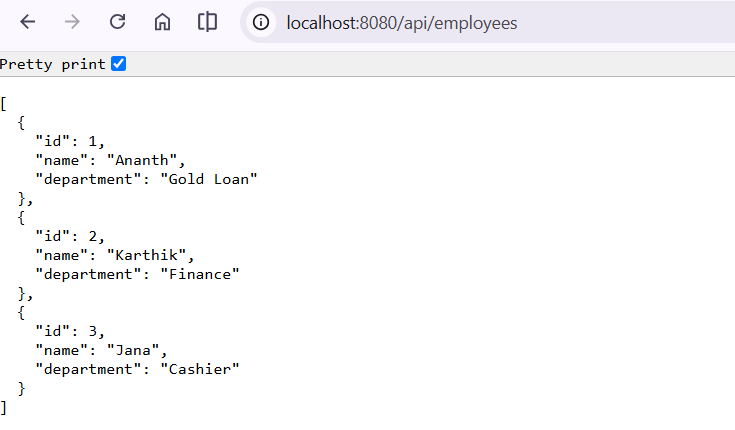 localhost:8080/api/employees
Pretty print
[
  {
    "id": 1,
    "name": "Ananth",
    "department": "Gold Loan"
  },
  {
    "id": 2,
    "name": "Karthik",
    "department": "Finance"
  },
  {
    "id": 3,
    "name": "Jana",
    "department": "Cashier"
  }
]